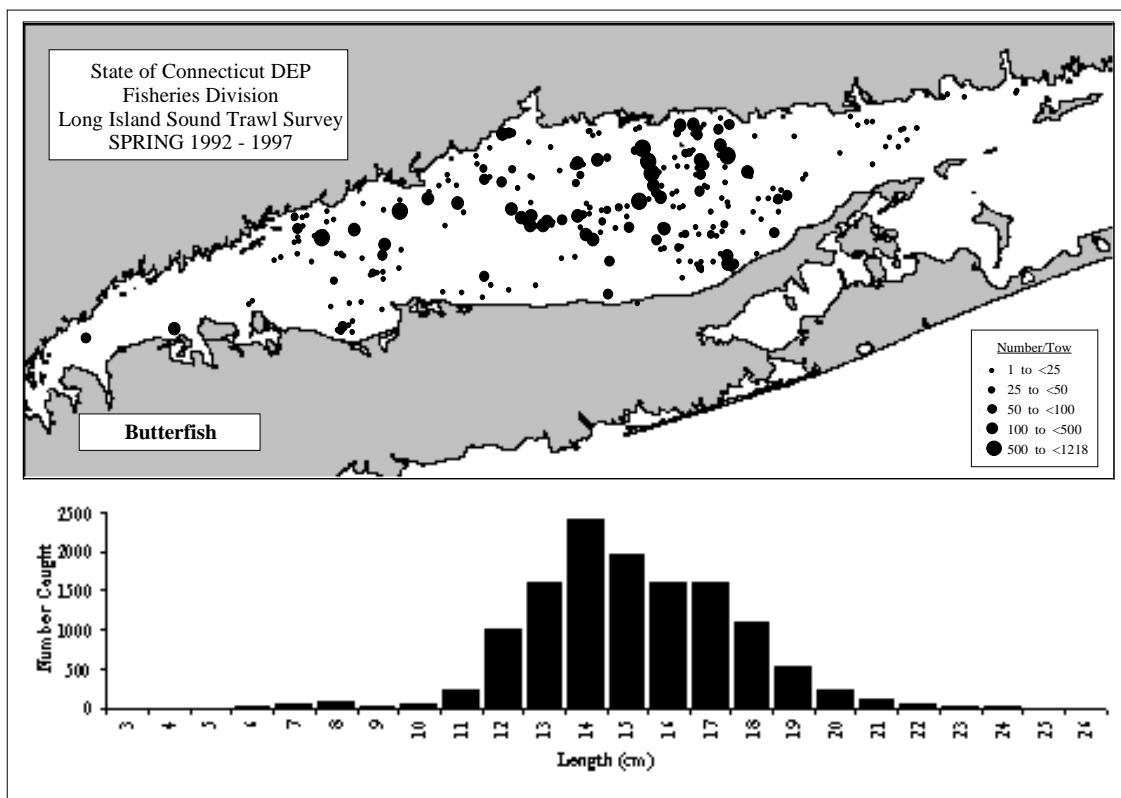 State of Connecticut DEP
Fisheries Division
Long Island Sound Trawl Survey
SPRING 1992 - 1997
Number/Tow
1 to <25
25 to <50
50 to <100
100 to <500
500 to <1218
Butterfish
2500
2000
1500
1000
500
0
Number Caught
3 4 5 6 7 8 9 10 11 12 13 14 15 16 17 18 19 20 21 22 23 24 25 26
Length (cm)